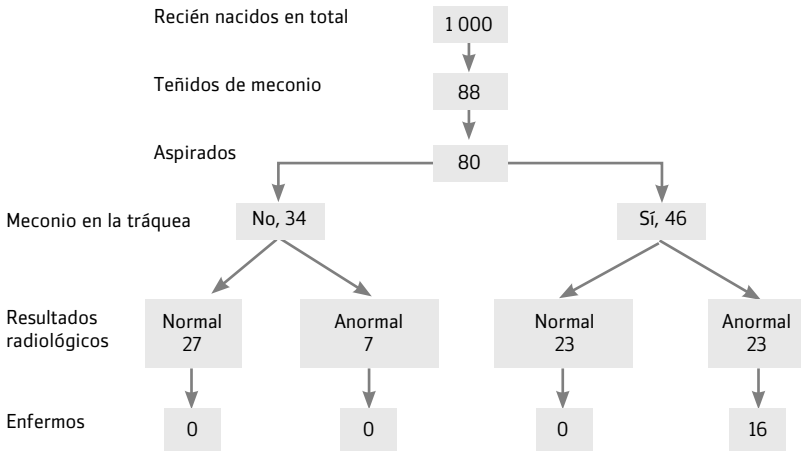 Recién nacidos en total
1 000
Teñidos de meconio
88
Aspirados
80
Meconio en la tráquea
No, 34
Sí, 46
Resultados
radiológicos
Normal
27
Anormal
7
Normal
23
Anormal
23
Enfermos
0
0
0
16